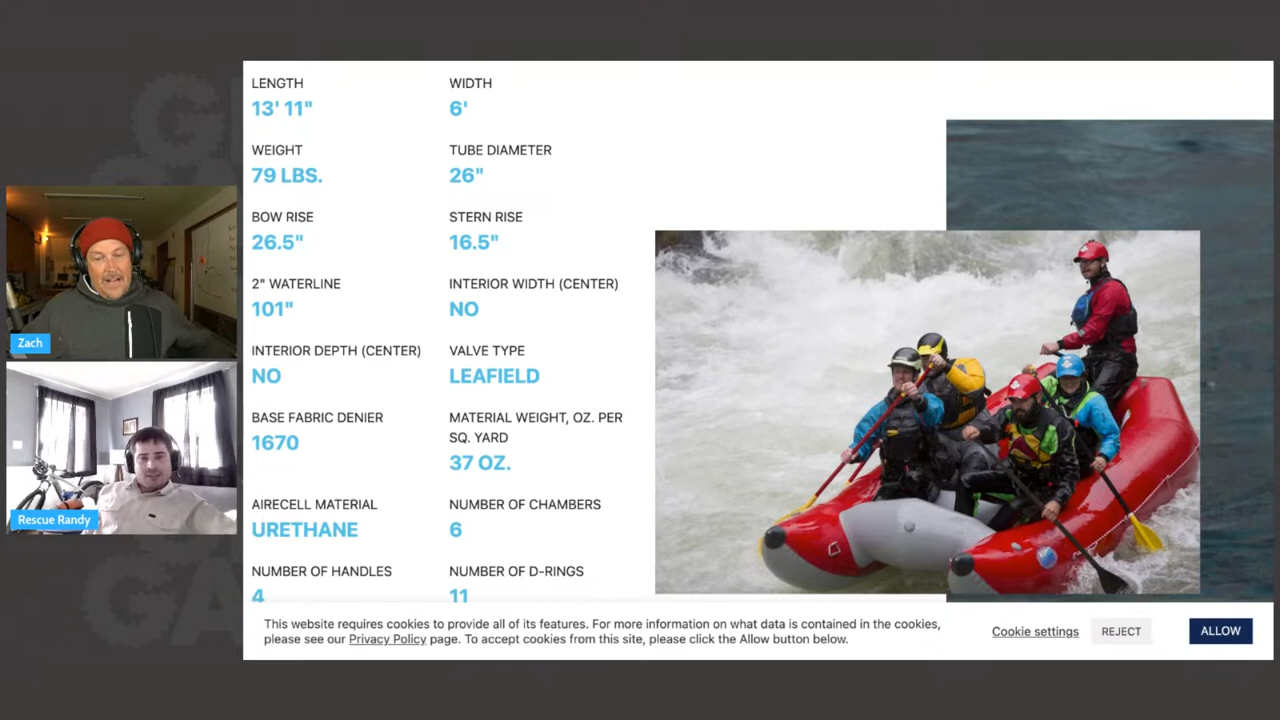 LENGTH
13' 11"
WIDTH
6'
WEIGHT
79 LBS.
TUBE DIAMETER
26"
BOW RISE
26.5"
STERN RISE
16.5"
2" WATERLINE
101"
INTERIOR WIDTH (CENTER)
NO
INTERIOR DEPTH (CENTER)
NO
VALVE TYPE
LEAFIELD
BASE FABRIC DENIER
1670
MATERIAL WEIGHT, OZ. PER
SQ. YARD
37 OZ.
AIRECELL MATERIAL
URETHANE
NUMBER OF CHAMBERS
6
NUMBER OF HANDLES
4
NUMBER OF D-RINGS
11
Zach
Rescue Randy
This website requires cookies to provide all of its features. For more information on what data is contained in the cookies,
please see our Privacy Policy page. To accept cookies from this site, please click the Allow button below.
Cookie settings
REJECT
ALLOW